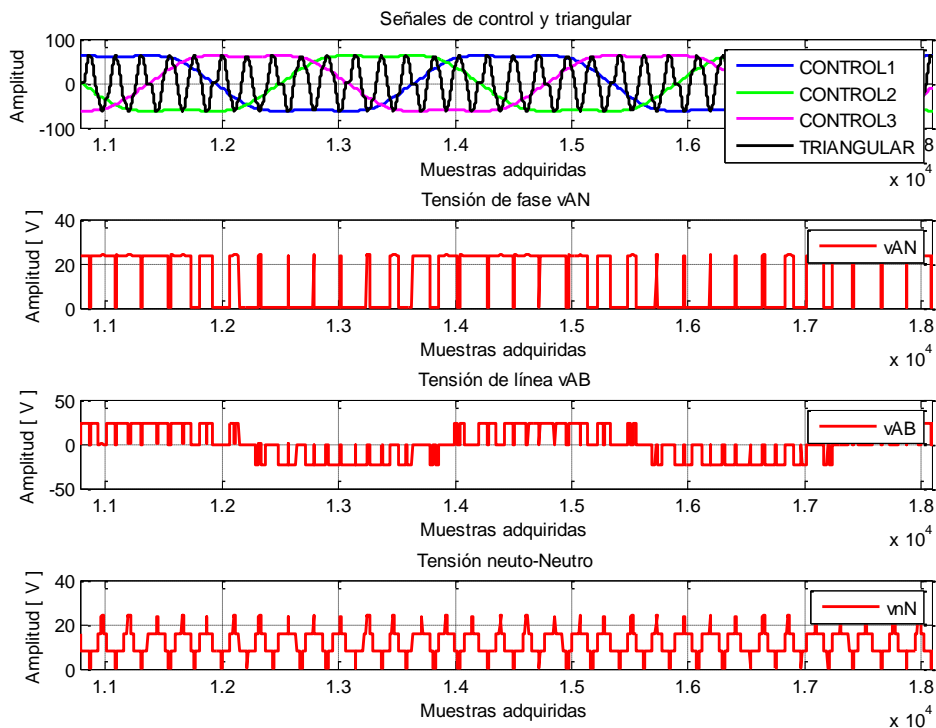 Señales de control y triangular
Amplitud
100
0
-100
CONTROL1
CONTROL2
CONTROL3
TRIANGULAR
1.1 1.2 1.3 1.4 1.5 1.6 1.7 1.8
x 10^4
Muestras adquiridas
Tensión de fase vAN
Amplitud [ V ]
40
20
0
vAN
1.1 1.2 1.3 1.4 1.5 1.6 1.7 1.8
x 10^4
Muestras adquiridas
Tensión de línea vAB
Amplitud [ V ]
50
0
-50
vAB
1.1 1.2 1.3 1.4 1.5 1.6 1.7 1.8
x 10^4
Muestras adquiridas
Tensión neuto-Neutro
Amplitud [ V ]
40
20
0
vnN
1.1 1.2 1.3 1.4 1.5 1.6 1.7 1.8
x 10^4
Muestras adquiridas